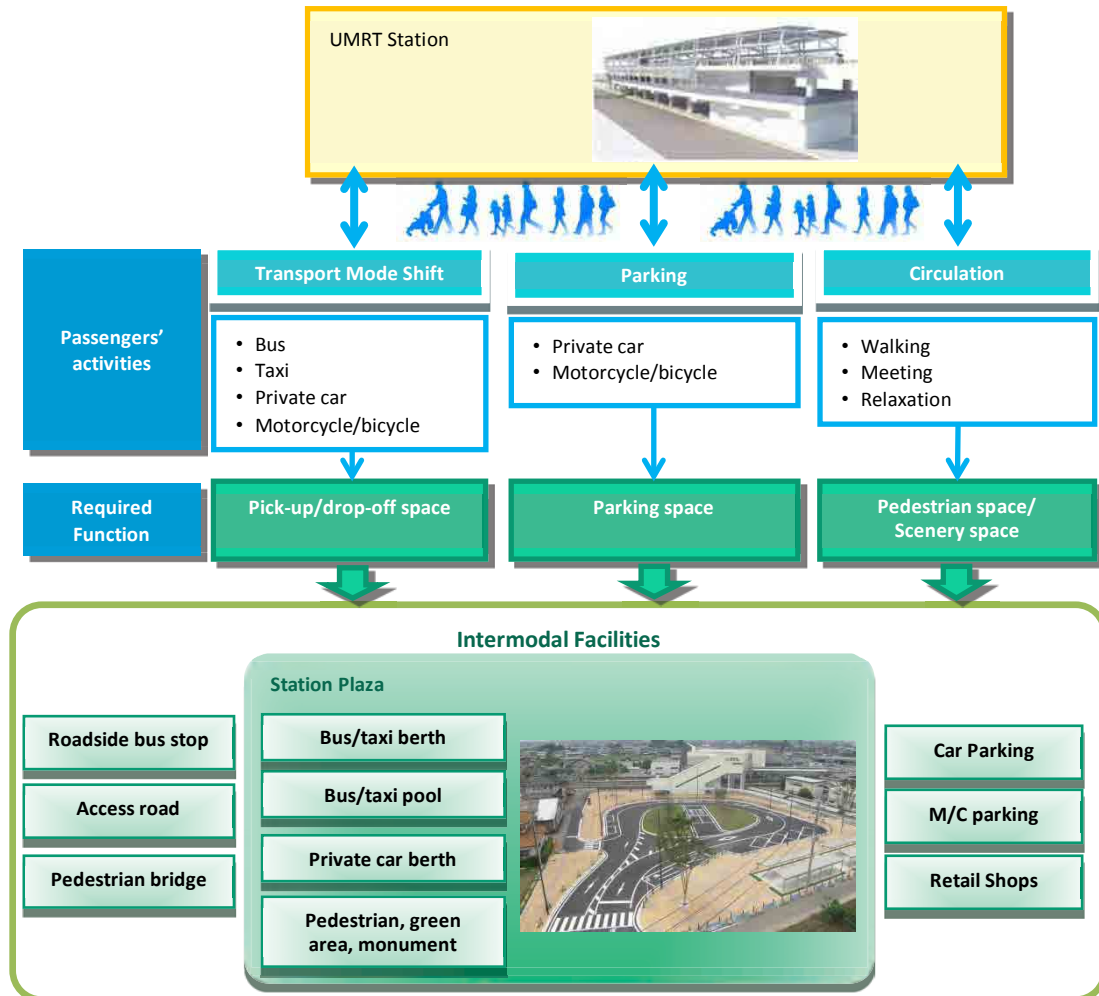 UMRT Station
Transport Mode Shift
Parking
Circulation
Passengers'
activities
• Bus
• Taxi
• Private car
• Motorcycle/bicycle
• Private car
• Motorcycle/bicycle
• Walking
• Meeting
• Relaxation
Required
Function
Pick-up/drop-off space
Parking space
Pedestrian space/
Scenery space
Intermodal Facilities
Station Plaza
Roadside bus stop
Access road
Pedestrian bridge
Bus/taxi berth
Bus/taxi pool
Private car berth
Pedestrian, green
area, monument
Car Parking
M/C parking
Retail Shops